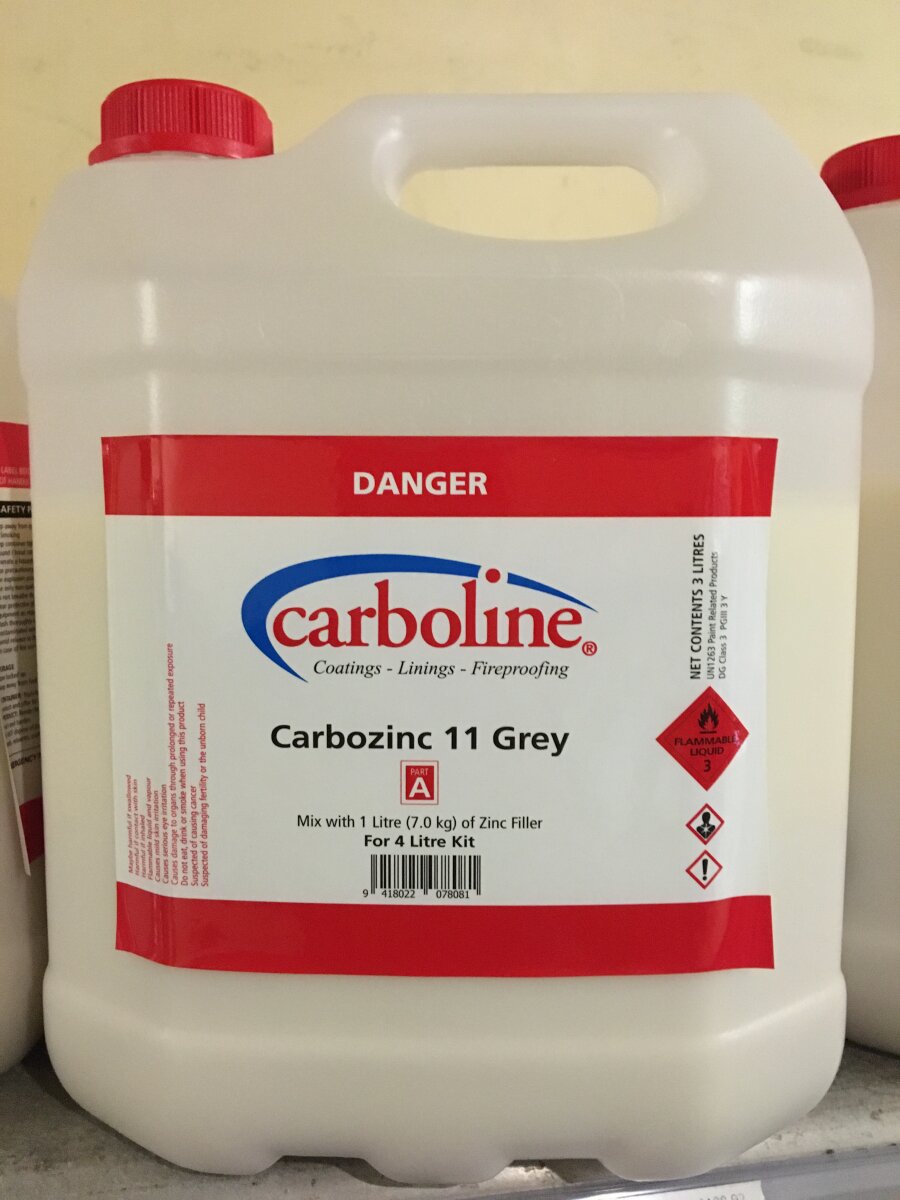 DANGER
carboline®
Coatings - Linings - Fireproofing
Carbozinc 11 Grey
PART
A
Mix with 1 Litre (7.0 kg) of Zinc Filler
For 4 Litre Kit
9 418022 078081
NET CONTENTS 3 LITRES
UN1263 Paint Related Products
DG Class 3 PGIII 3 Y
FLAMMABLE
LIQUID
3
Maybe harmful if swallowed
Harmful if contact with skin
Harmful if inhaled
Flammable liquid and vapour
Causes mild skin irritation
Causes serious eye irritation
Causes damage to organs through prolonged or repeated exposure
Do not eat, drink or smoke when using this product
Suspected of causing cancer
Suspected of damaging fertility or the unborn child